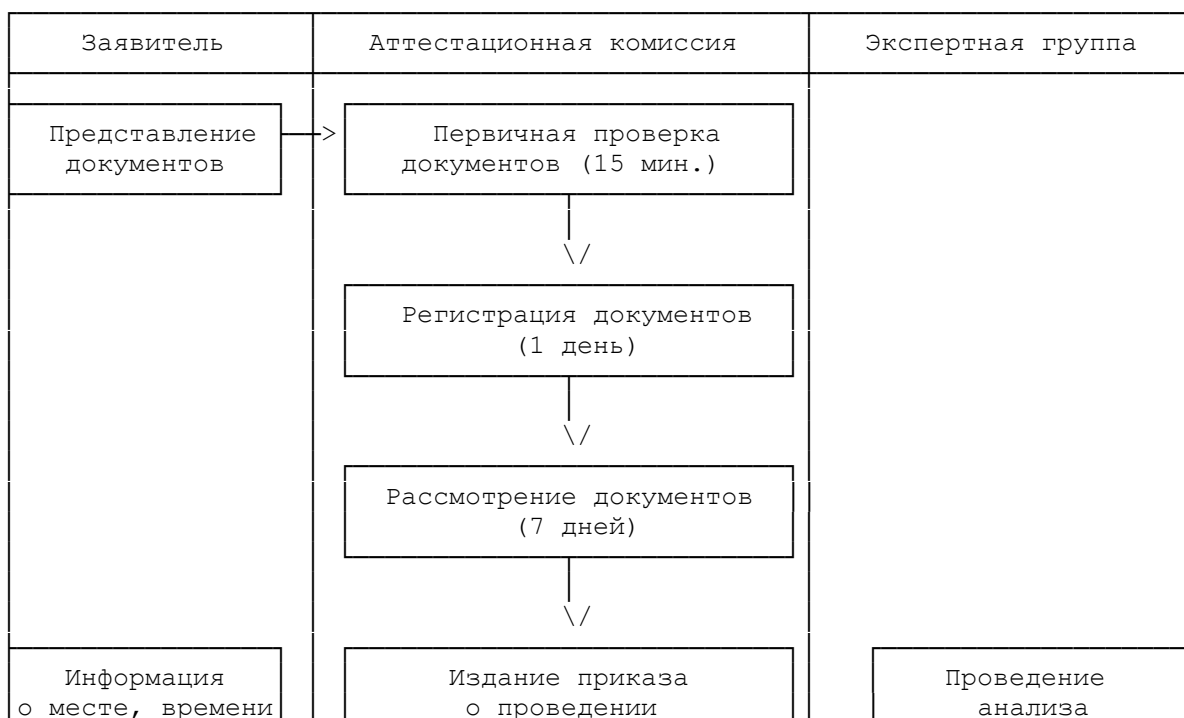 Заявитель
Аттестационная комиссия
Экспертная группа
Представление
документов
Первичная проверка
документов (15 мин.)
Регистрация документов
(1 день)
Рассмотрение документов
(7 дней)
Информация
о месте, времени
Издание приказа
о проведении
Проведение
анализа